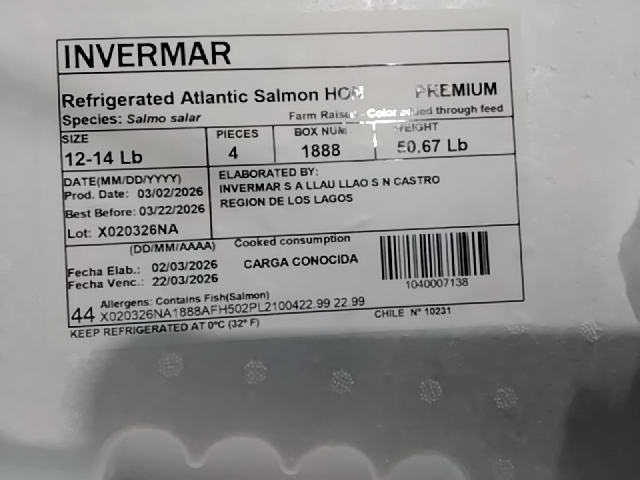 INVERMAR
Refrigerated Atlantic Salmon HON PREMIUM
Species: Salmo salar Farm Raised - Color added through feed
SIZE PIECES BOX NUM WEIGHT
12-14 Lb 4 1888 50.67 Lb
DATE(MM/DD/YYYY) ELABORATED BY:
Prod. Date: 03/02/2026 INVERMAR S A LLAU LLAO S N CASTRO
Best Before: 03/22/2026 REGION DE LOS LAGOS
Lot: X020326NA
(DD/MM/AAAA) Cooked consumption
Fecha Elab.: 02/03/2026 CARGA CONOCIDA
Fecha Venc.: 22/03/2026
1040007138
Allergens: Contains Fish(Salmon)
44 X020326NA1888AFH502PL2100422.99 22.99 CHILE N° 10231
KEEP REFRIGERATED AT 0°C (32° F)